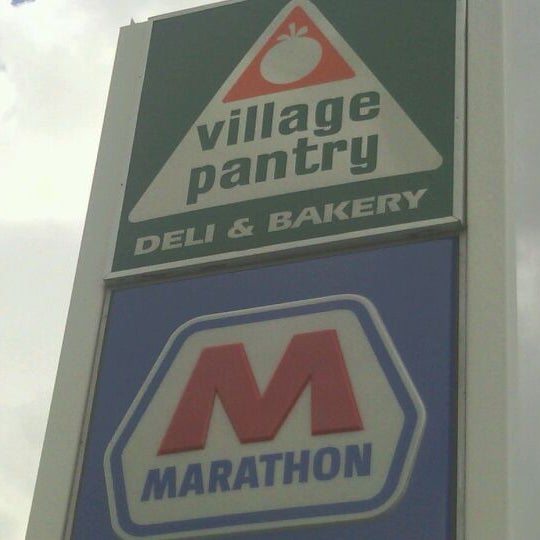 village
pantry
DELI & BAKERY
M
MARATHON